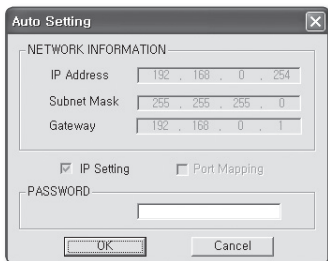 Auto Setting
NETWORK INFORMATION
IP Address 192 . 168 . 0 . 254
Subnet Mask 255 . 255 . 255 . 0
Gateway 192 . 168 . 0 . 1
IP Setting Port Mapping
PASSWORD
OK Cancel